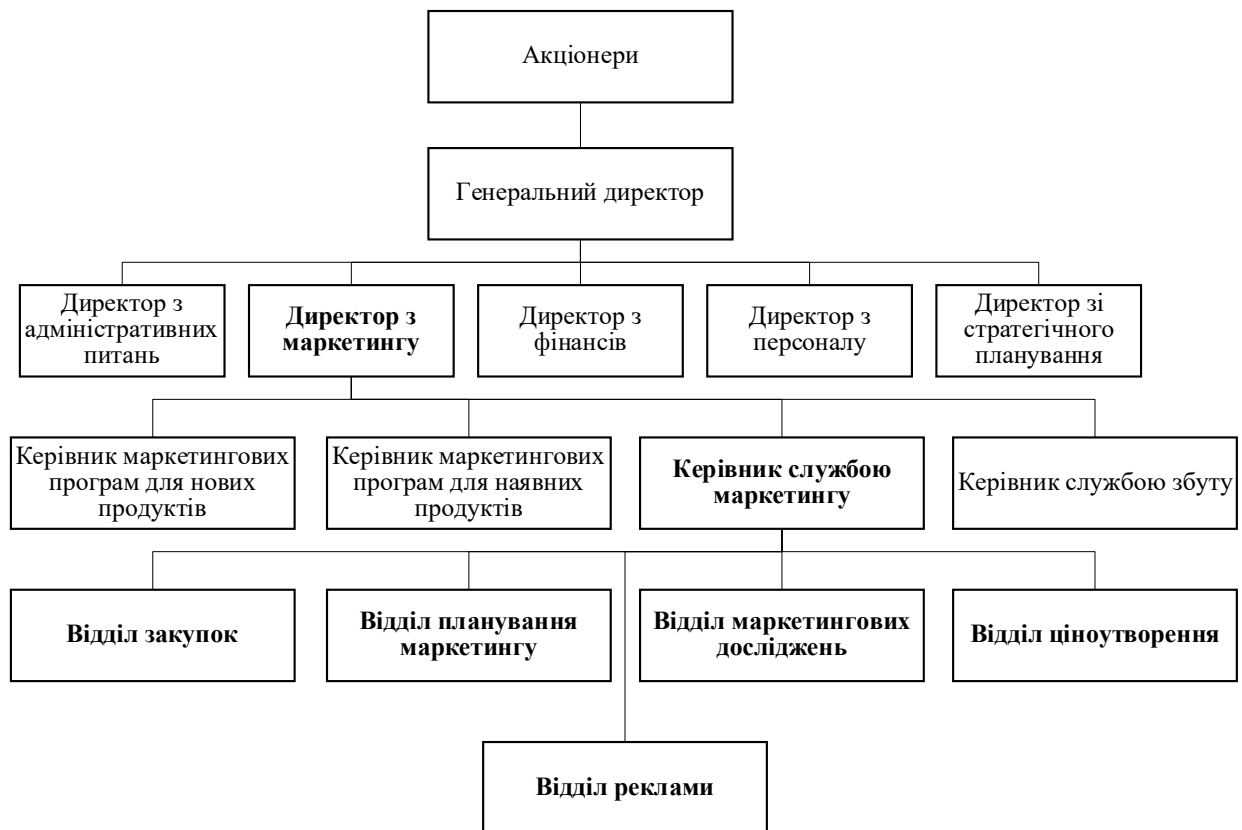 Акціонери
Генеральний директор
Директор з
адміністративних
питань
Директор з
маркетингу
Директор з
фінансів
Директор з
персоналу
Директор зі
стратегічного
планування
Керівник маркетингових
програм для нових
продуктів
Керівник маркетингових
програм для наявних
продуктів
Керівник службою
маркетингу
Керівник службою збуту
Відділ закупок
Відділ планування
маркетингу
Відділ маркетингових
досліджень
Відділ ціноутворення
Відділ реклами